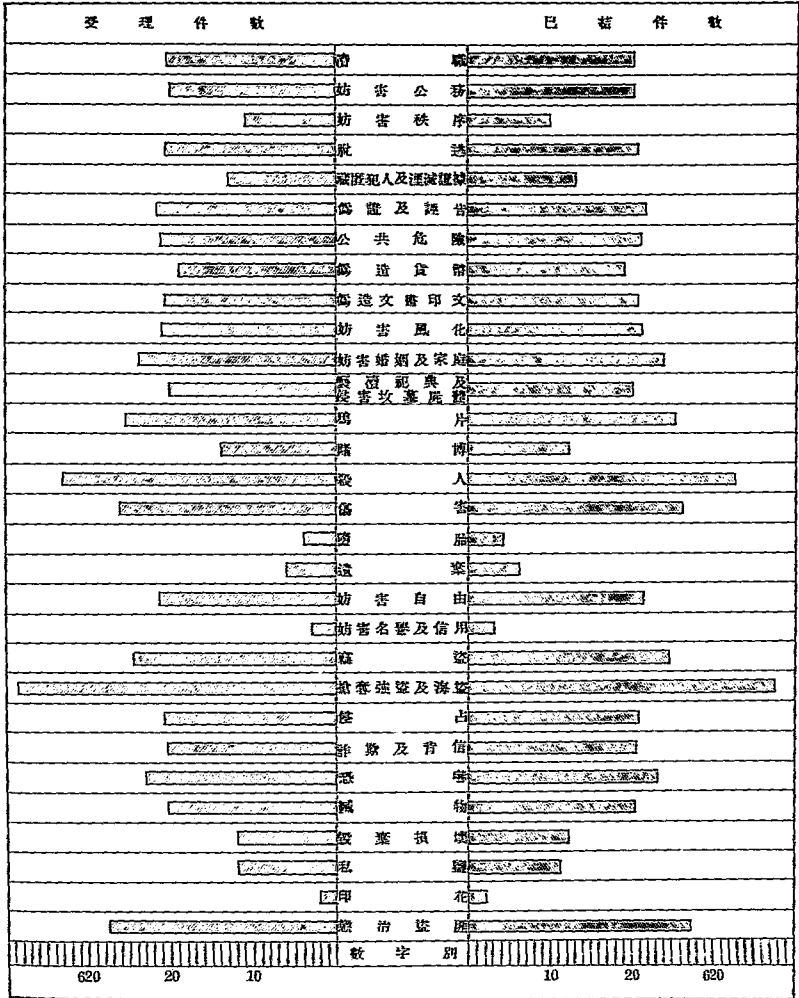 受理件數
已結件數
瀆職
妨害公務
妨害秩序
脫逃
藏匿犯人及湮滅證據
偽證及誣告
公共危險
偽造貨幣
偽造文書印文
妨害風化
妨害婚姻及家庭
褻瀆祀典及
侵害坟墓屍體
鴉片
賭博
殺人
傷害
墮胎
遺棄
妨害自由
妨害名譽及信用
竊盜
搶奪強盜及海盜
侵占
詐欺及背信
恐嚇
贓物
毀棄損壞
私鹽
印花
懲治盜匪
數字別
620 20 10 10 20 620